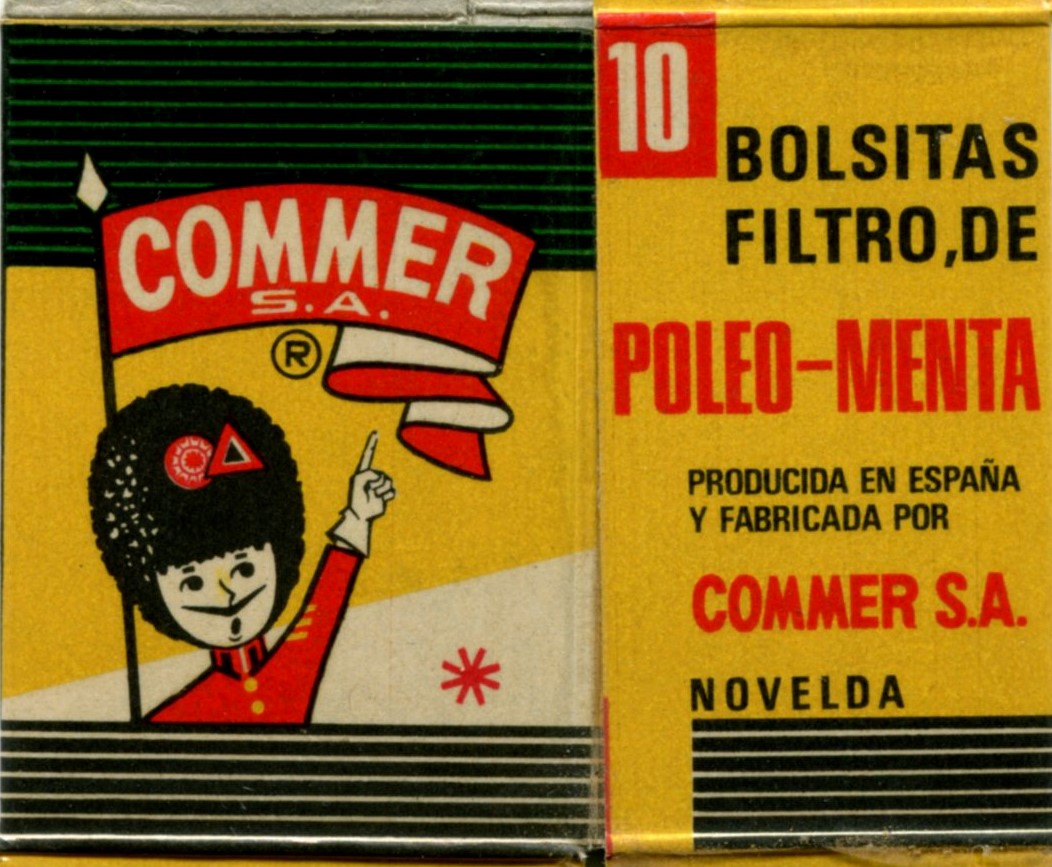 COMMER
S.A.
®
10
BOLSITAS
FILTRO,DE
POLEO-MENTA
PRODUCIDA EN ESPAÑA
Y FABRICADA POR
COMMER S.A.
NOVELDA